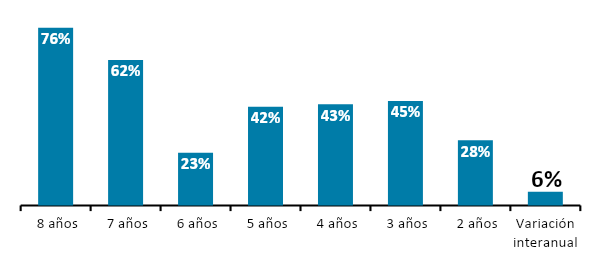 76%
62%
23%
42%
43%
45%
28%
6%
8 años
7 años
6 años
5 años
4 años
3 años
2 años
Variación
interanual